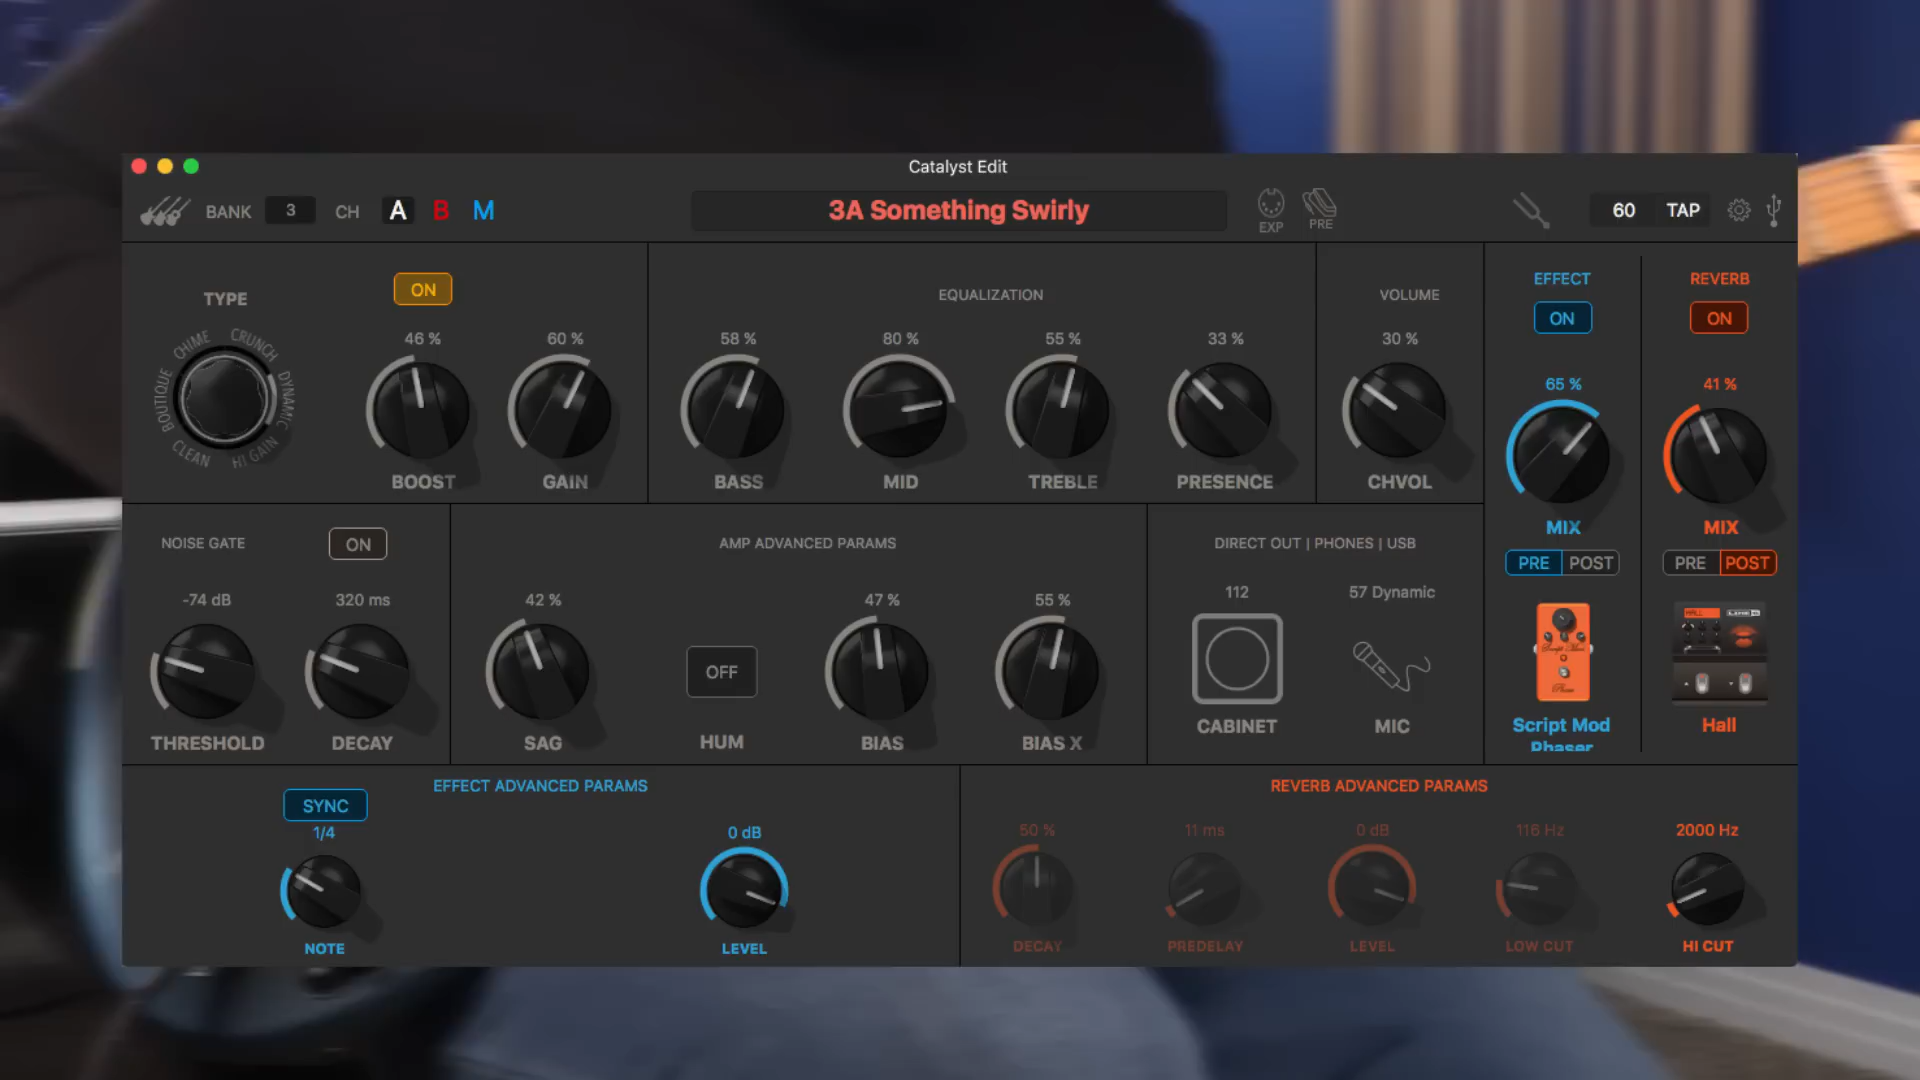 Catalyst Edit
BANK 3 CH A B M
3A Something Swirly
EXP PRE
60 TAP
TYPE
CHIME CRUNCH DYNAMIC HI GAIN CLEAN BOUTIQUE
ON
46 % 60 %
BOOST GAIN
EQUALIZATION
58 % 80 % 55 % 33 %
BASS MID TREBLE PRESENCE
VOLUME
30 %
CHVOL
EFFECT
ON
65 %
MIX
PRE POST
Script Mod
Phaser
REVERB
ON
41 %
MIX
PRE POST
HALL LINE 6
Hall
NOISE GATE ON
-74 dB 320 ms
THRESHOLD DECAY
AMP ADVANCED PARAMS
42 % 47 % 55 %
OFF
SAG HUM BIAS BIAS X
DIRECT OUT | PHONES | USB
112 57 Dynamic
CABINET MIC
EFFECT ADVANCED PARAMS
SYNC
1/4 0 dB
NOTE LEVEL
REVERB ADVANCED PARAMS
50 % 11 ms 0 dB 116 Hz 2000 Hz
DECAY PREDELAY LEVEL LOW CUT HI CUT